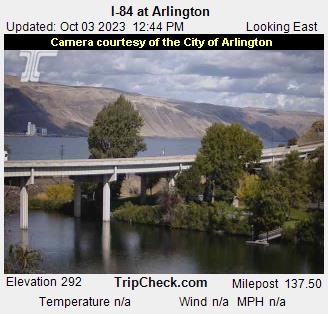 I-84 at Arlington
Updated: Oct 03 2023 12:44 PM Looking East
Camera courtesy of the City of Arlington
Elevation 292 TripCheck.com Milepost 137.50
Temperature n/a Wind n/a MPH n/a